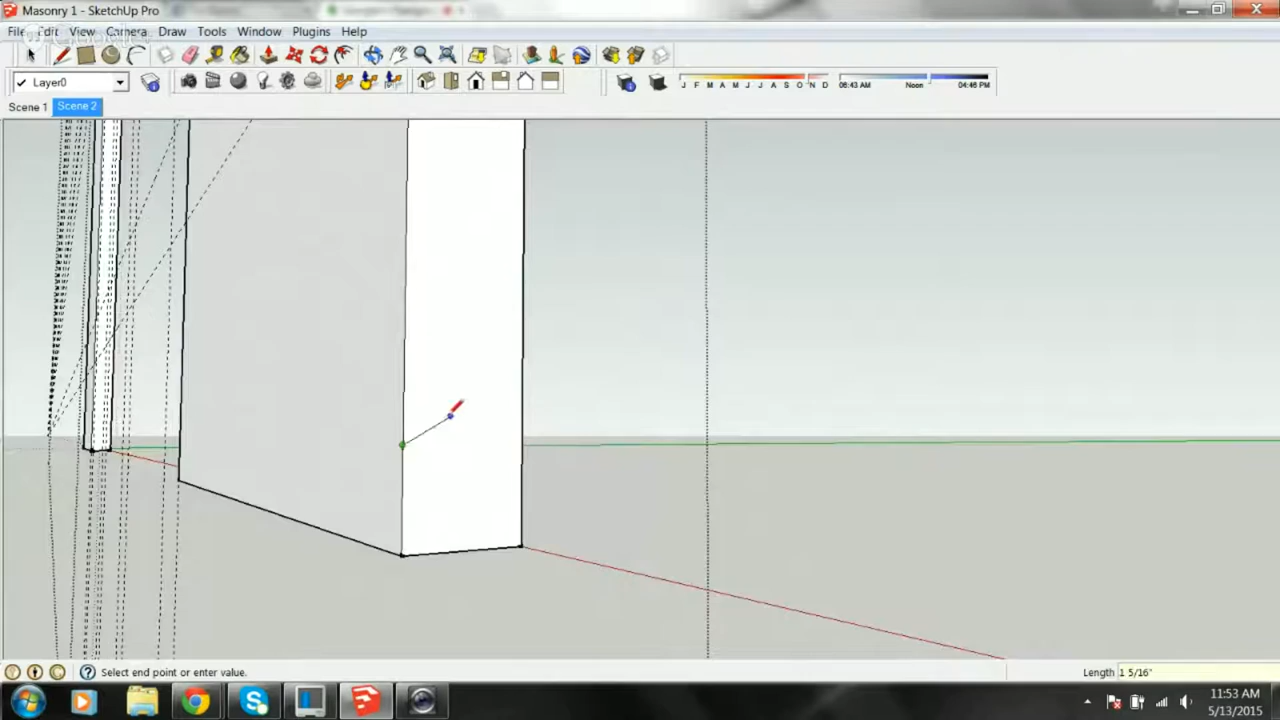 Masonry 1 - SketchUp Pro
File Edit View Camera Draw Tools Window Plugins Help
Layer0
J F M A M J J A S O N D
06:43 AM Noon 04:46 PM
Scene 1 Scene 2
Select end point or enter value.
Length 1 5/16"
11:53 AM
5/13/2015